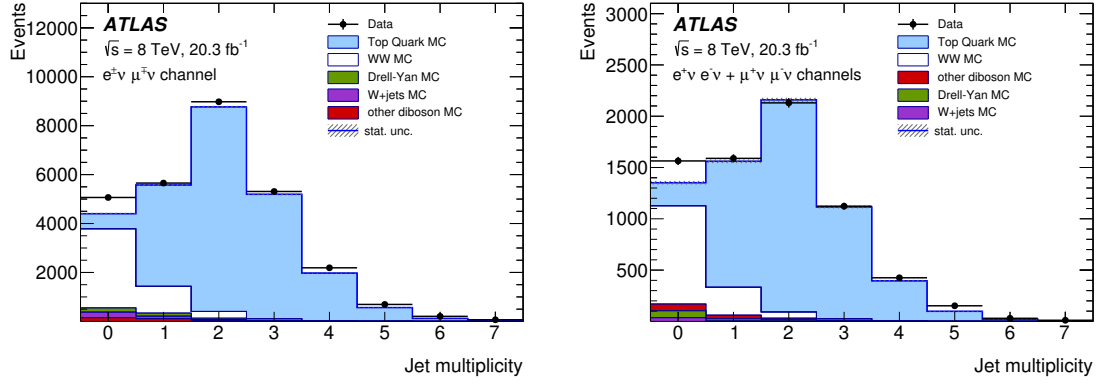 Events
13000
12000
10000
8000
6000
4000
2000
ATLAS
√s = 8 TeV, 20.3 fb⁻¹
e±ν μ∓ν channel
Data
Top Quark MC
WW MC
Drell-Yan MC
W+jets MC
other diboson MC
stat. unc.
0 1 2 3 4 5 6 7
Jet multiplicity
Events
3000
2500
2000
1500
1000
500
ATLAS
√s = 8 TeV, 20.3 fb⁻¹
e⁺ν e⁻ν + μ⁺ν μ⁻ν channels
Data
Top Quark MC
WW MC
other diboson MC
Drell-Yan MC
W+jets MC
stat. unc.
0 1 2 3 4 5 6 7
Jet multiplicity